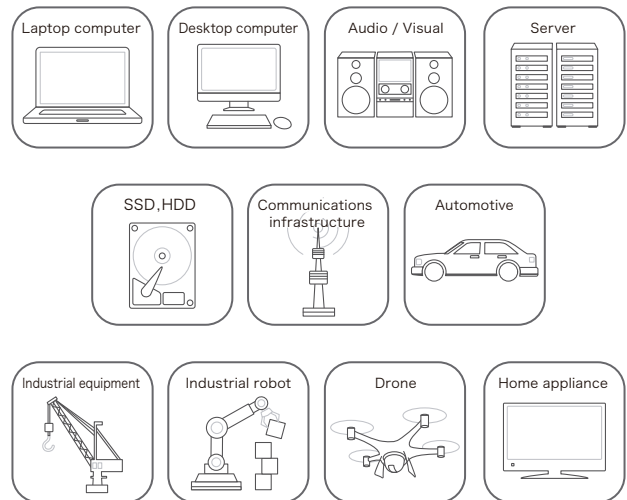 Laptop computer
Desktop computer
Audio / Visual
Server
SSD,HDD
Communications
infrastructure
Automotive
Industrial equipment
Industrial robot
Drone
Home appliance